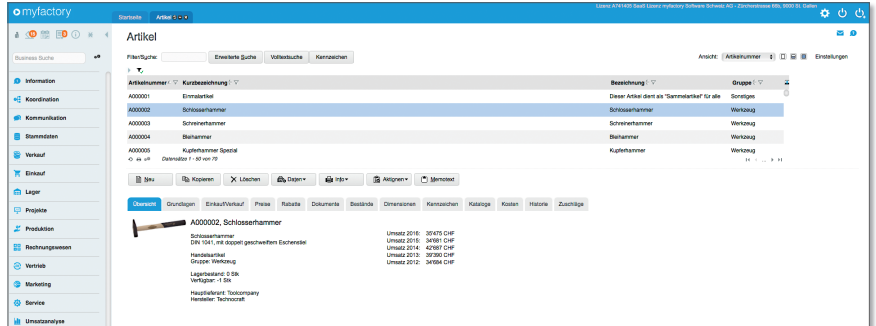 myfactory
Startseite
Artikel
Lizenz A741405 SaaS Lizenz myfactory Software Schweiz AG - Zürcherstrasse 66b, 9000 St. Gallen
Artikel
Business Suche
Filter/Suche:
Erweiterte Suche
Volltextsuche
Kennzeichen
Ansicht:
Artikelnummer
Einstellungen
Artikelnummer
Kurzbezeichnung
Bezeichnung
Gruppe
A000001
Einmalartikel
Dieser Artikel dient als "Sammelartikel" für alle
Sonstiges
A000002
Schlosserhammer
Schlosserhammer
Werkzeug
A000003
Schreinerhammer
Schreinerhammer
Werkzeug
A000004
Bleihammer
Bleihammer
Werkzeug
A000005
Kupferhammer Spezial
Kupferhammer
Werkzeug
Datensätze 1 - 50 von 70
Information
Koordination
Kommunikation
Stammdaten
Verkauf
Einkauf
Lager
Projekte
Produktion
Rechnungswesen
Vertrieb
Marketing
Service
Umsatzanalyse
Neu
Kopieren
Löschen
Daten
Info
Aktionen
Memotext
Übersicht
Grundlagen
Einkauf/Verkauf
Preise
Rabatte
Dokumente
Bestände
Dimensionen
Kennzeichen
Kataloge
Kosten
Historie
Zuschläge
A000002, Schlosserhammer
Schlosserhammer
DIN 1041, mit doppelt geschweiftem Eschenstiel
Handelsartikel
Gruppe: Werkzeug
Lagerbestand: 0 Stk
Verfügbar: -1 Stk
Hauptlieferant: Toolcompany
Hersteller: Technocraft
Umsatz 2016: 35'475 CHF
Umsatz 2015: 34'881 CHF
Umsatz 2014: 42'687 CHF
Umsatz 2013: 39'390 CHF
Umsatz 2012: 34'684 CHF